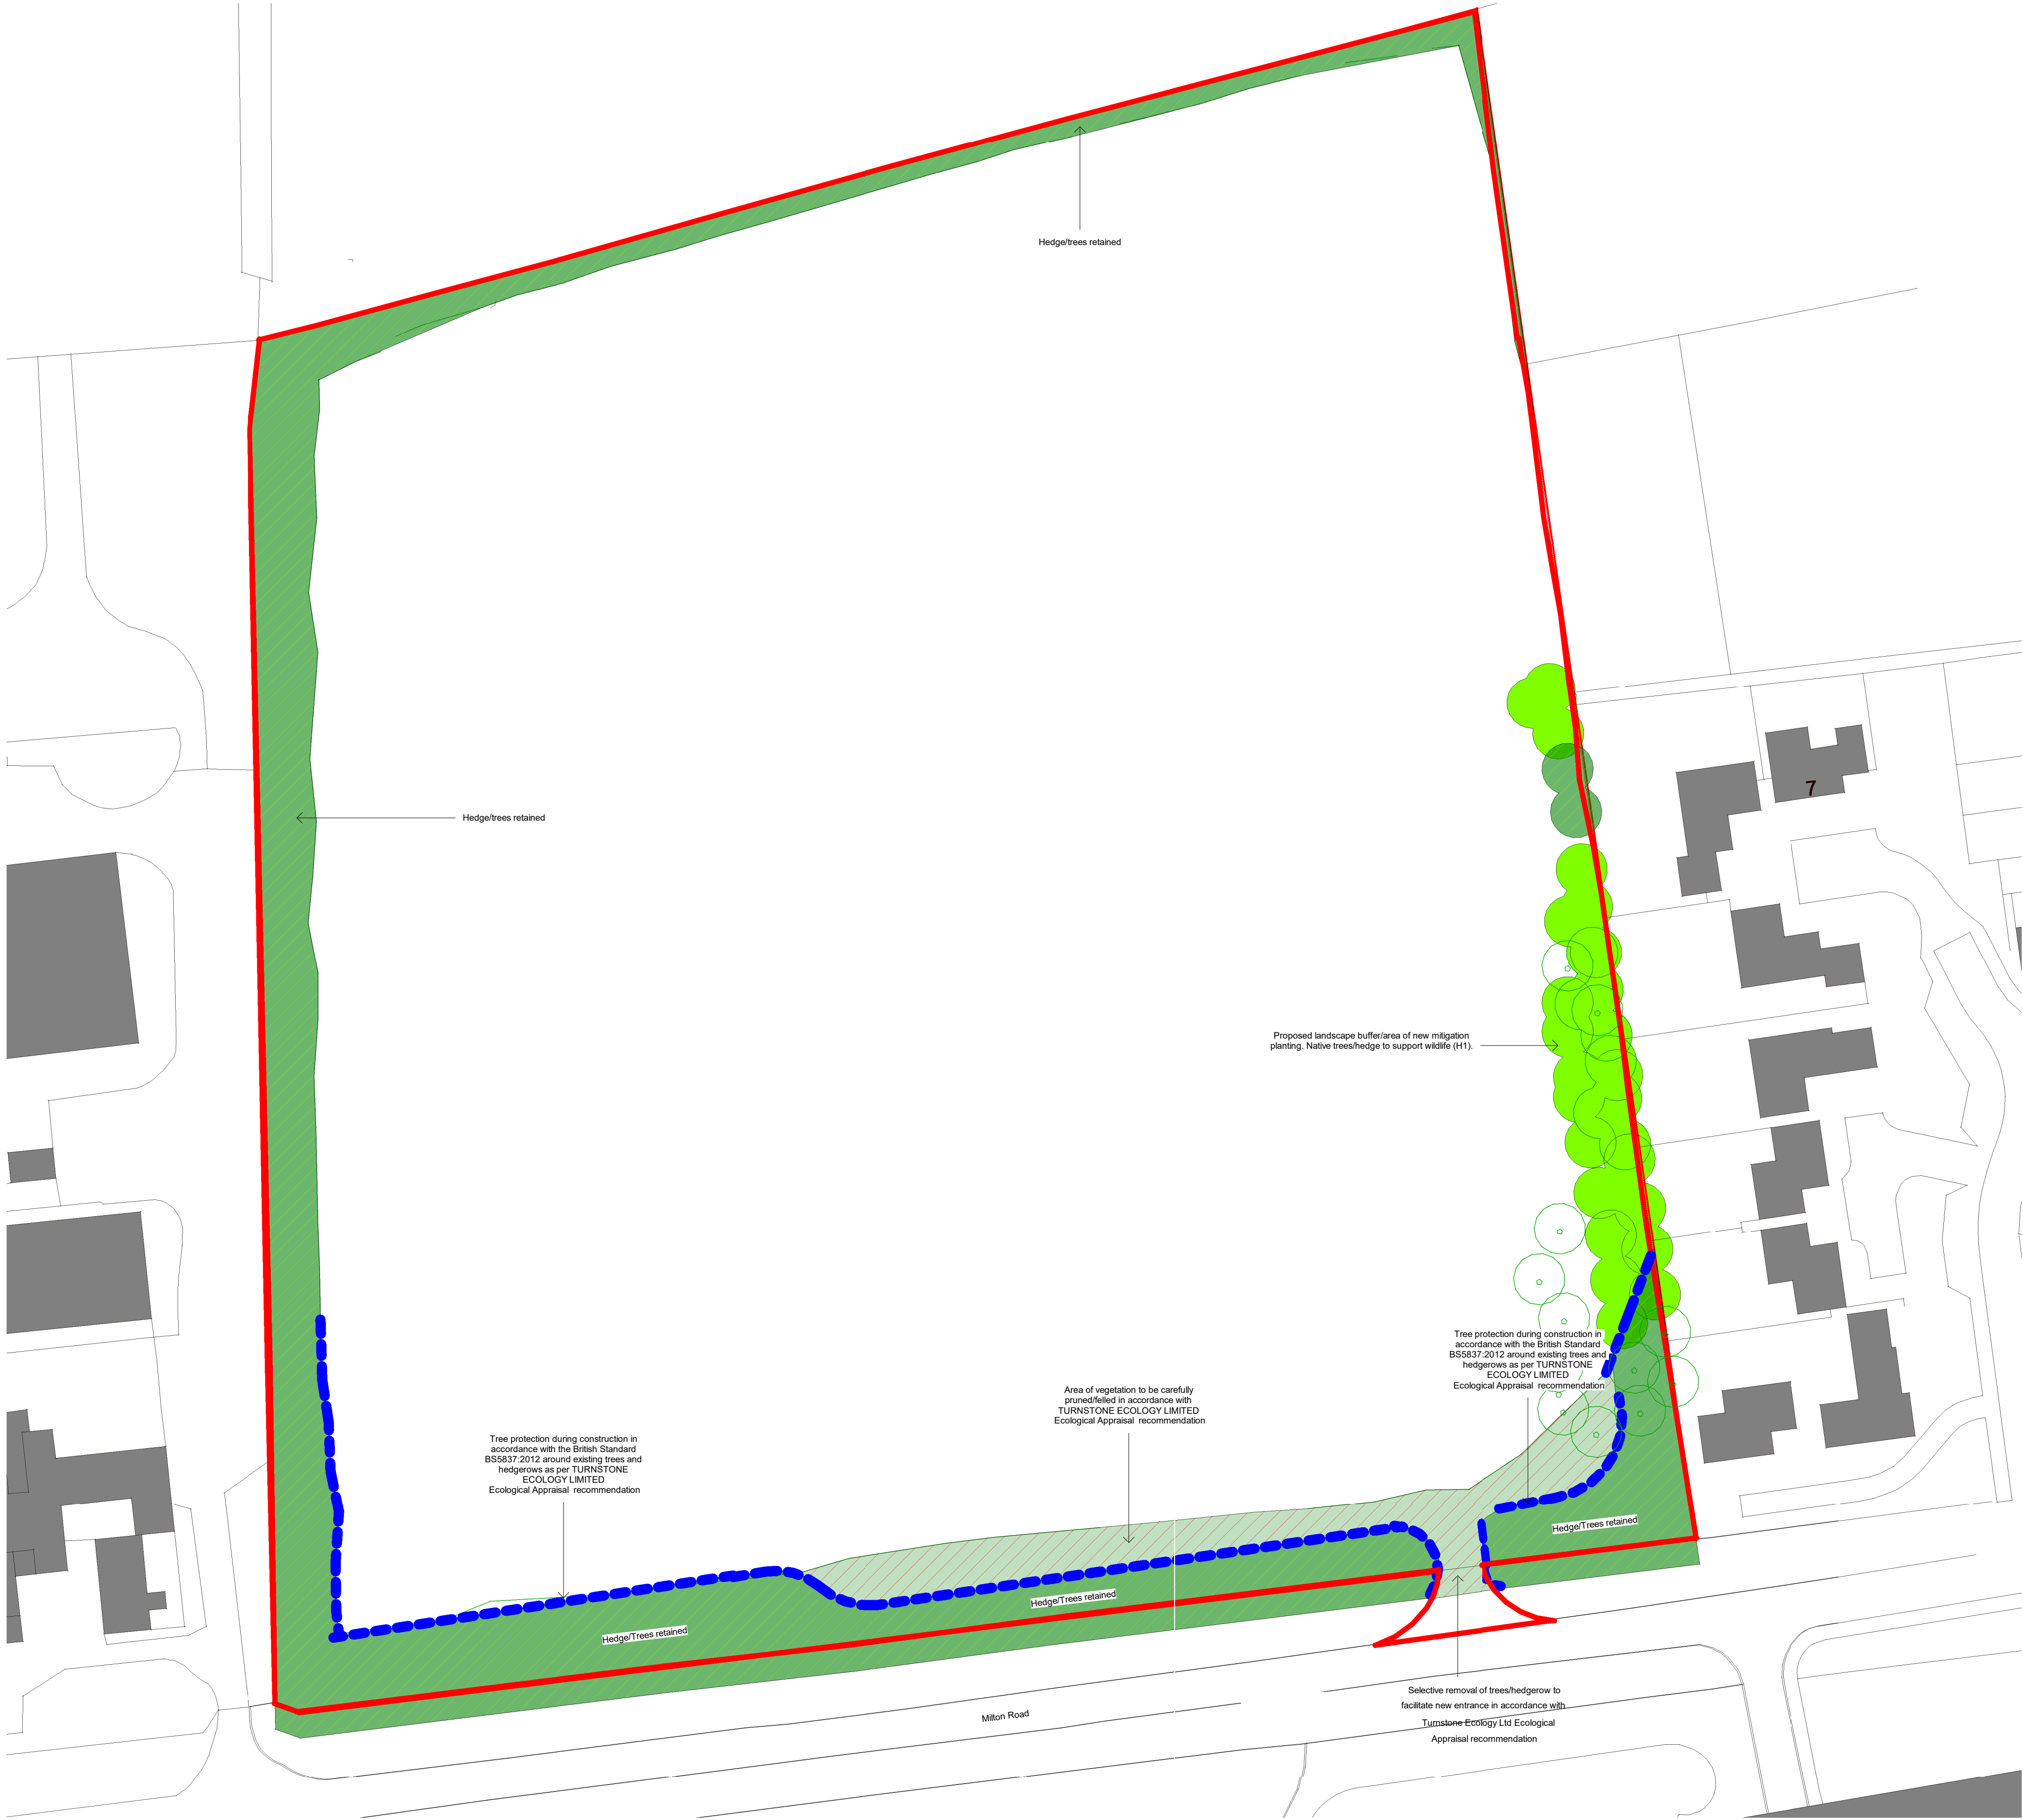 Hedge/trees retained
7
Hedge/trees retained
Proposed landscape buffer/area of new mitigation
planting. Native trees/hedge to support wildlife (H1).
Tree protection during construction in
accordance with the British Standard
BS5837:2012 around existing trees and
hedgerows as per TURNSTONE
ECOLOGY LIMITED
Ecological Appraisal recommendation
Area of vegetation to be carefully
pruned/felled in accordance with
TURNSTONE ECOLOGY LIMITED
Ecological Appraisal recommendation
Tree protection during construction in
accordance with the British Standard
BS5837:2012 around existing trees and
hedgerows as per TURNSTONE
ECOLOGY LIMITED
Ecological Appraisal recommendation
Hedge/Trees retained
Hedge/Trees retained
Hedge/Trees retained
Selective removal of trees/hedgerow to
facilitate new entrance in accordance with
Turnstone Ecology Ltd Ecological
Appraisal recommendation
Milton Road